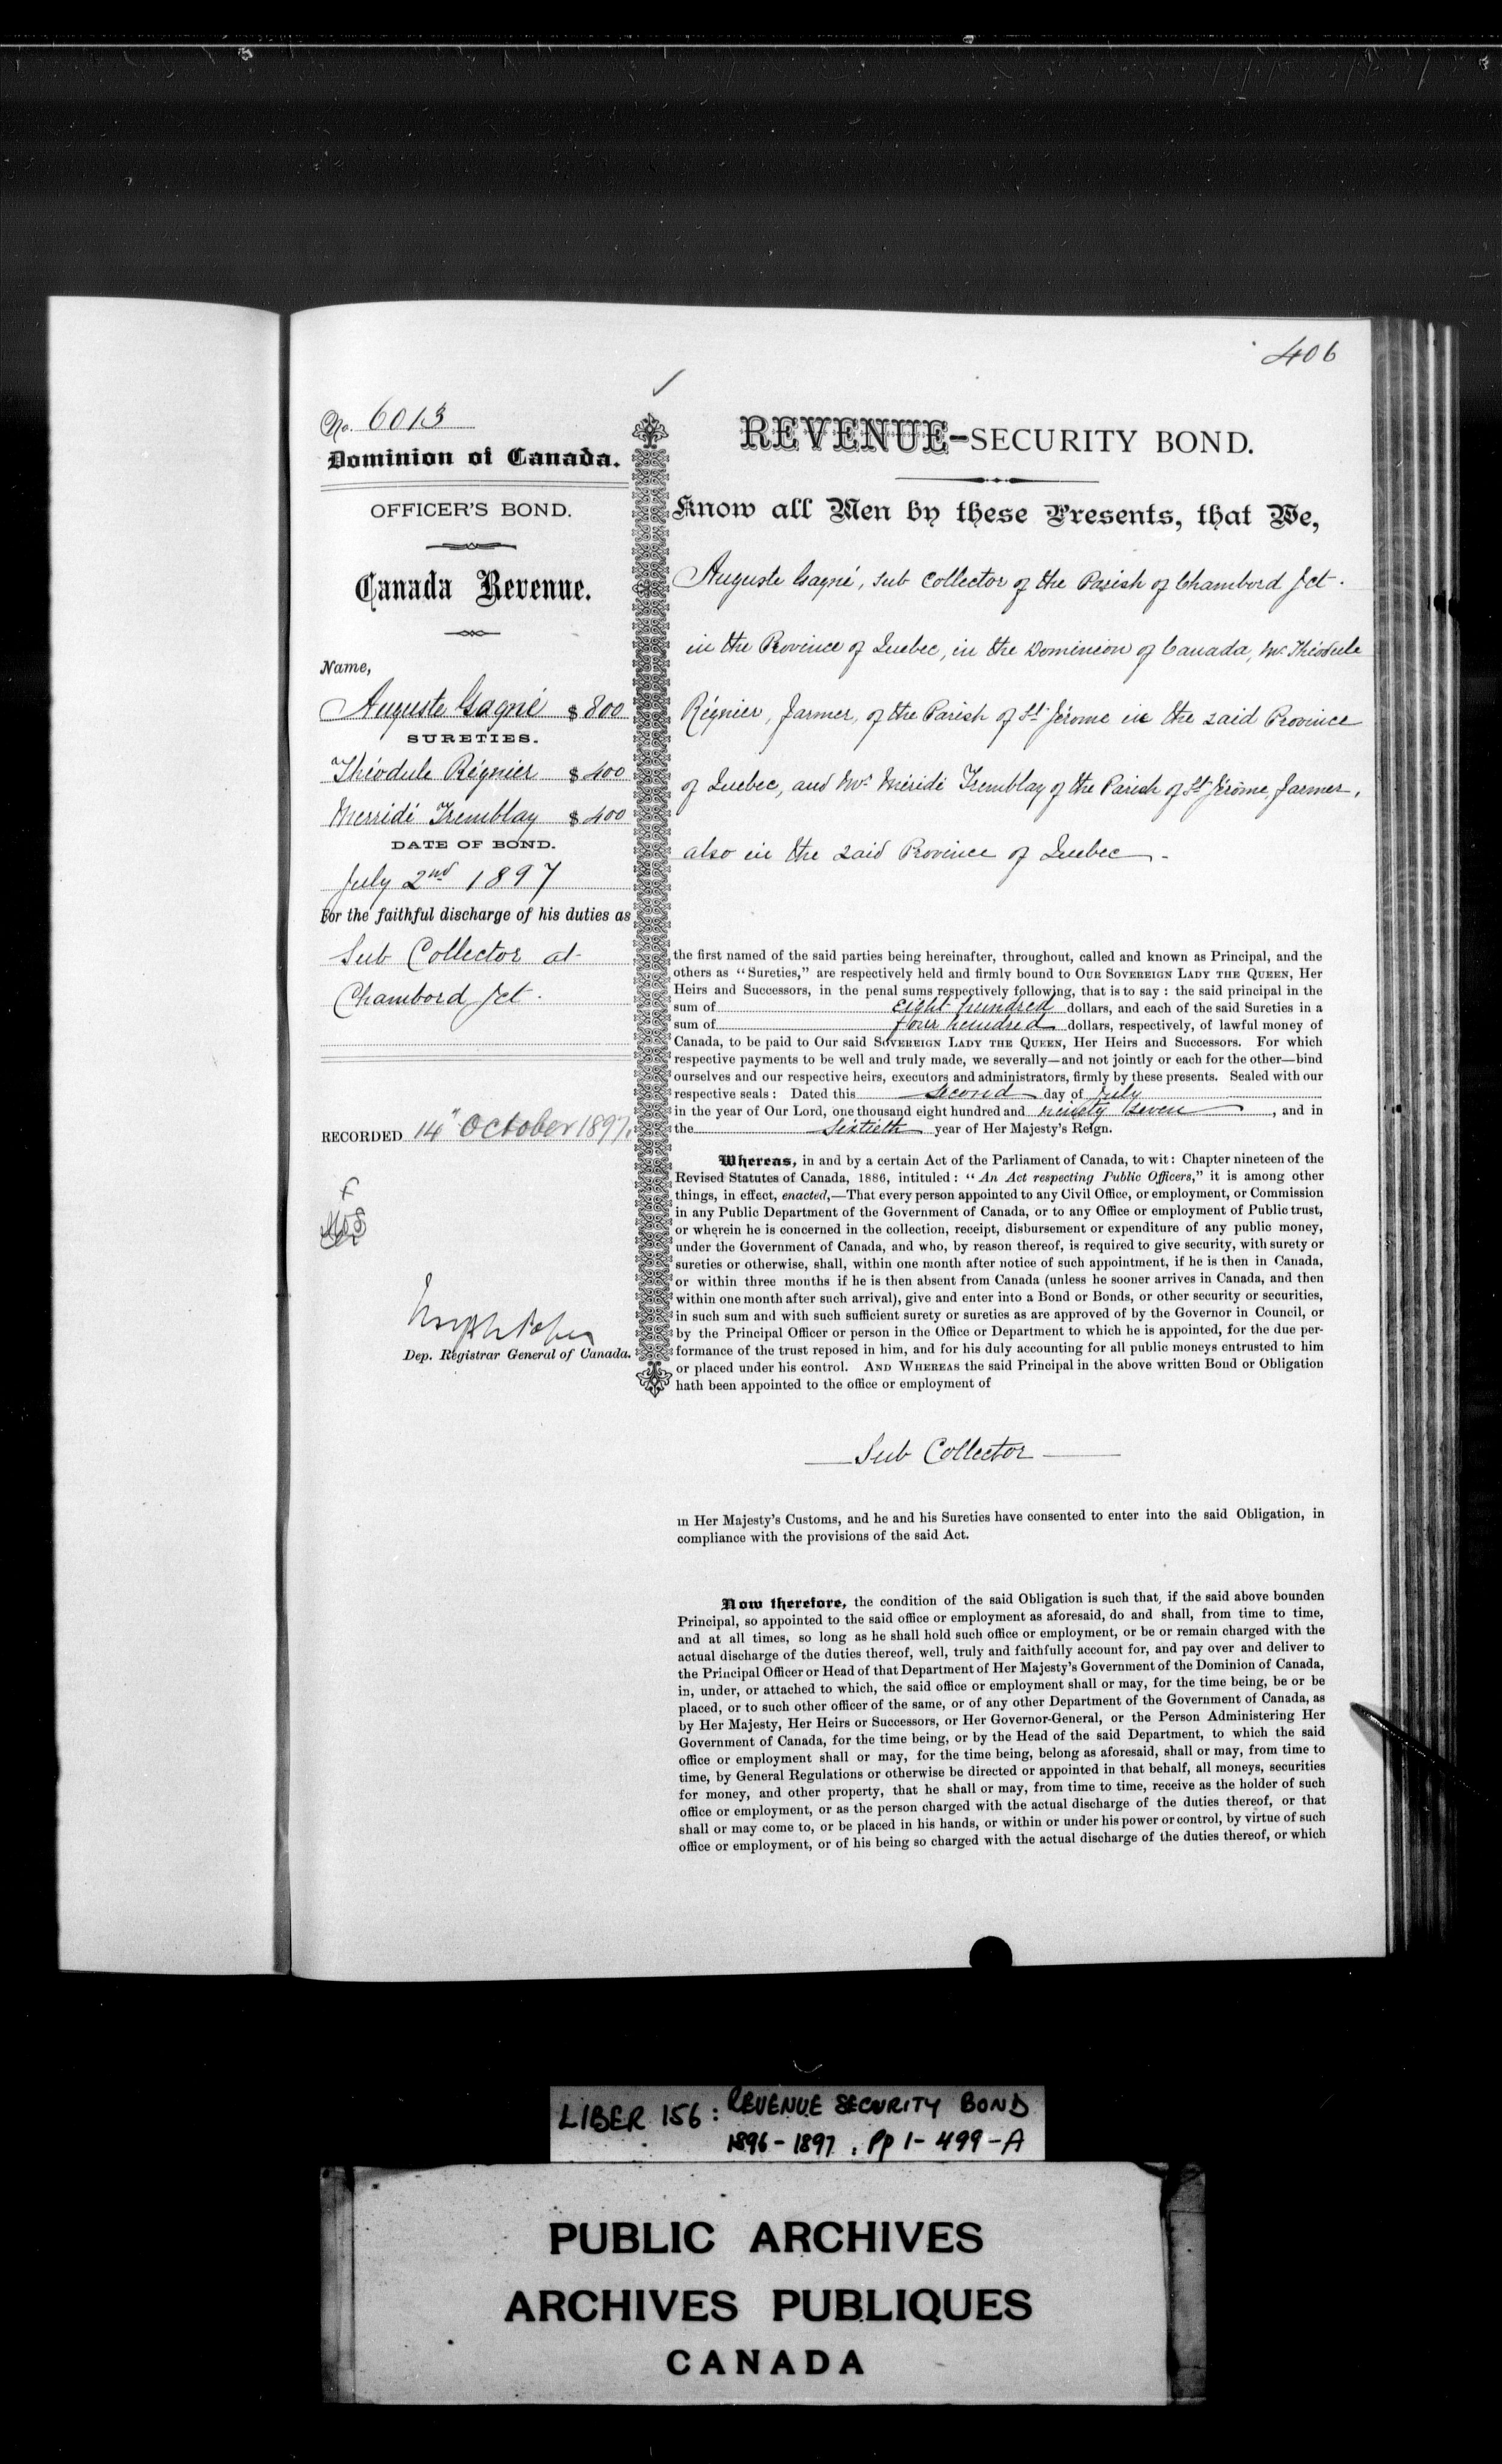 406
No. 6013
Dominion of Canada.
OFFICER'S BOND.
Canada Revenue.
Name,
Auguste Gagné $ 800
SURETIES.
Théodule Régnier $ 400
Merridé Tremblay $ 400
DATE OF BOND.
July 2nd 1897
For the faithful discharge of his duties as
Sub Collector at
Chambord Jct.
RECORDED 14" October 1897.
Dep. Registrar General of Canada.
REVENUE-SECURITY BOND.
Know all Men by these Presents, that We,
Auguste Gagné, Sub Collector of the Parish of Chambord Jct.
in the Province of Quebec, in the Dominion of Canada, Mr. Théodule
Régnier, farmer, of the Parish of St Jérome in the said Province
of Quebec, and Mr. Méridé Tremblay of the Parish of St Jérôme, farmer,
also in the said Province of Quebec.
the first named of the said parties being hereinafter, throughout, called and known as Principal, and the
others as "Sureties," are respectively held and firmly bound to OUR SOVEREIGN LADY THE QUEEN, Her
Heirs and Successors, in the penal sums respectively following, that is to say : the said principal in the
sum of eight hundred dollars, and each of the said Sureties in a
sum of four hundred dollars, respectively, of lawful money of
Canada, to be paid to Our said SOVEREIGN LADY THE QUEEN, Her Heirs and Successors. For which
respective payments to be well and truly made, we severally—and not jointly or each for the other—bind
ourselves and our respective heirs, executors and administrators, firmly by these presents. Sealed with our
respective seals : Dated this second day of July
in the year of Our Lord, one thousand eight hundred and ninety seven, and in
the Sixtieth year of Her Majesty's Reign.
Whereas, in and by a certain Act of the Parliament of Canada, to wit: Chapter nineteen of the
Revised Statutes of Canada, 1886, intituled : "An Act respecting Public Officers," it is among other
things, in effect, enacted,—That every person appointed to any Civil Office, or employment, or Commission
in any Public Department of the Government of Canada, or to any Office or employment of Public trust,
or wherein he is concerned in the collection, receipt, disbursement or expenditure of any public money,
under the Government of Canada, and who, by reason thereof, is required to give security, with surety or
sureties or otherwise, shall, within one month after notice of such appointment, if he is then in Canada,
or within three months if he is then absent from Canada (unless he sooner arrives in Canada, and then
within one month after such arrival), give and enter into a Bond or Bonds, or other security or securities,
in such sum and with such sufficient surety or sureties as are approved of by the Governor in Council, or
by the Principal Officer or person in the Office or Department to which he is appointed, for the due per-
formance of the trust reposed in him, and for his duly accounting for all public moneys entrusted to him
or placed under his control. AND WHEREAS the said Principal in the above written Bond or Obligation
hath been appointed to the office or employment of
Sub Collector
in Her Majesty's Customs, and he and his Sureties have consented to enter into the said Obligation, in
compliance with the provisions of the said Act.
Now therefore, the condition of the said Obligation is such that, if the said above bounden
Principal, so appointed to the said office or employment as aforesaid, do and shall, from time to time,
and at all times, so long as he shall hold such office or employment, or be or remain charged with the
actual discharge of the duties thereof, well, truly and faithfully account for, and pay over and deliver to
the Principal Officer or Head of that Department of Her Majesty's Government of the Dominion of Canada,
in, under, or attached to which, the said office or employment shall or may, for the time being, be or be
placed, or to such other officer of the same, or of any other Department of the Government of Canada, as
by Her Majesty, Her Heirs or Successors, or Her Governor-General, or the Person Administering Her
Government of Canada, for the time being, or by the Head of the said Department, to which the said
office or employment shall or may, for the time being, belong as aforesaid, shall or may, from time to
time, by General Regulations or otherwise be directed or appointed in that behalf, all moneys, securities
for money, and other property, that he shall or may, from time to time, receive as the holder of such
office or employment, or as the person charged with the actual discharge of the duties thereof, or that
shall or may come to, or be placed in his hands, or within or under his power or control, by virtue of such
office or employment, or of his being so charged with the actual discharge of the duties thereof, or which
LIBER 156: REVENUE SECURITY BOND
1896-1897. Pp 1-499-A
PUBLIC ARCHIVES
ARCHIVES PUBLIQUES
CANADA